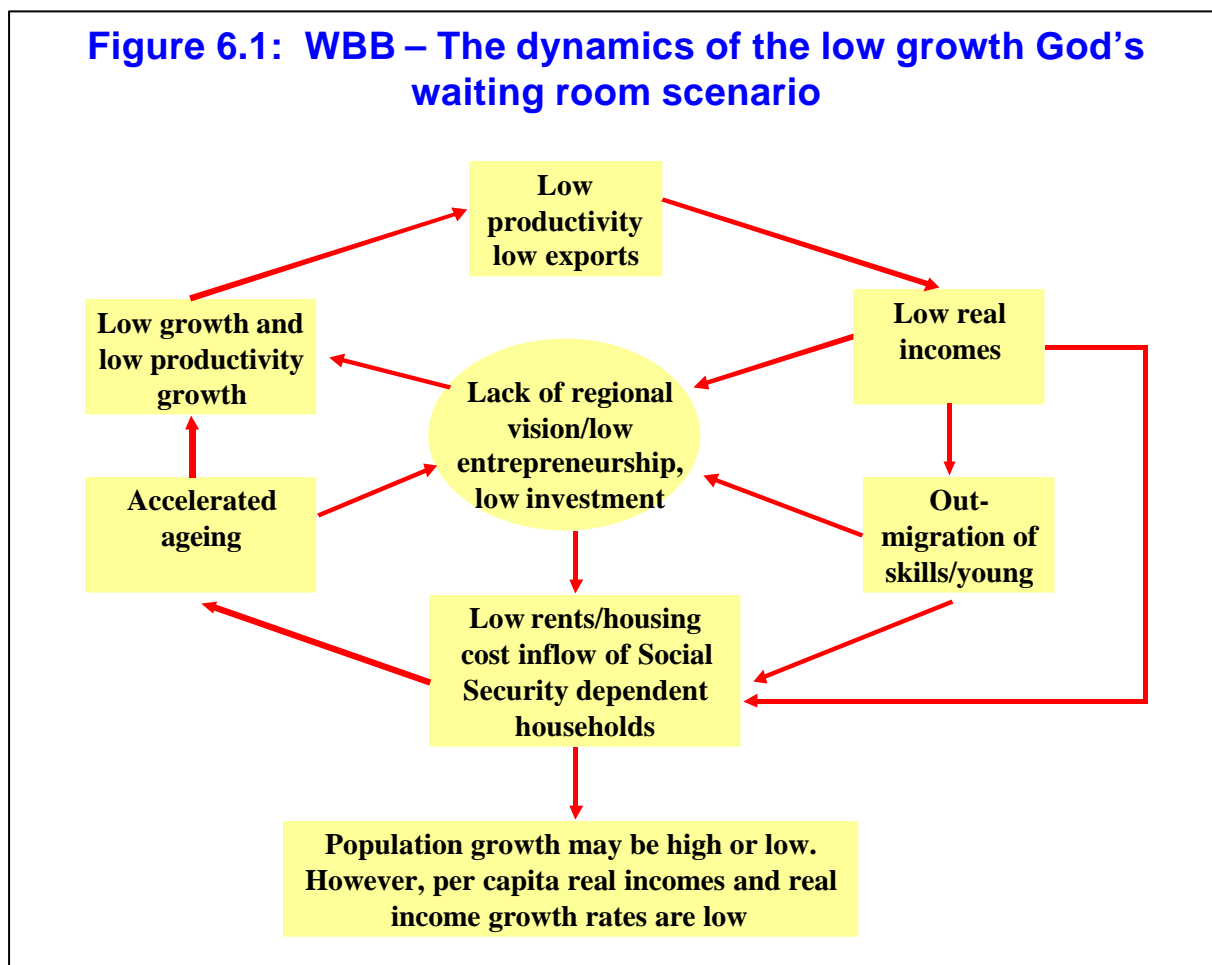 Figure 6.1: WBB – The dynamics of the low growth God's
waiting room scenario
Low
productivity
low exports
Low growth and
low productivity
growth
Low real
incomes
Lack of regional
vision/low
entrepreneurship,
low investment
Accelerated
ageing
Out-
migration of
skills/young
Low rents/housing
cost inflow of Social
Security dependent
households
Population growth may be high or low.
However, per capita real incomes and real
income growth rates are low